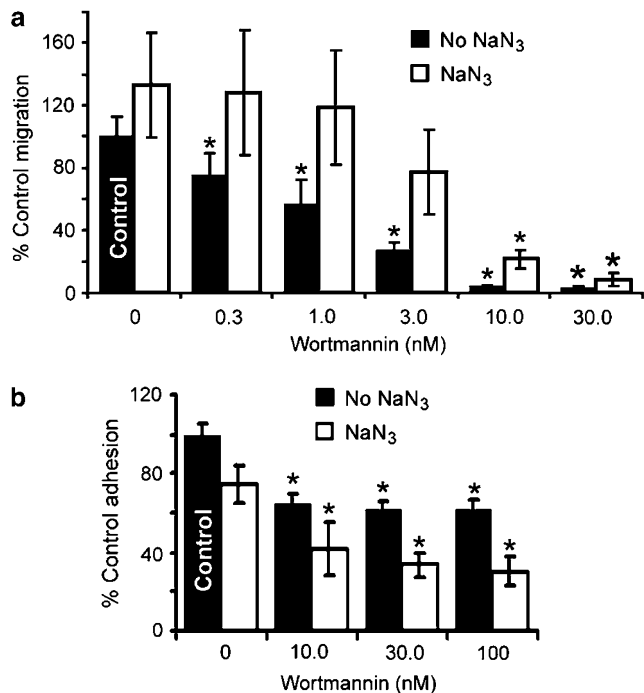 a
% Control migration
160
120
80
40
0
No NaN3
NaN3
Control
*
*
*
*
*
*
*
0
0.3
1.0
3.0
10.0
30.0
Wortmannin (nM)
b
% Control adhesion
120
80
40
0
No NaN3
NaN3
Control
*
*
*
*
*
*
0
10.0
30.0
100
Wortmannin (nM)